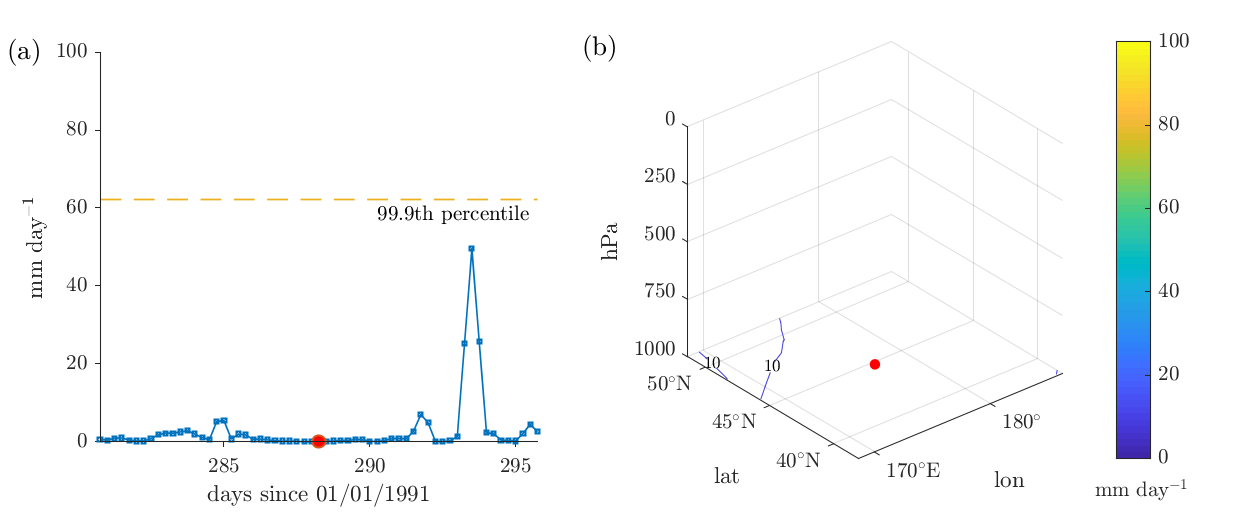 (a)
100
80
60
40
20
0
mm day⁻¹
99.9th percentile
285
290
295
days since 01/01/1991
(b)
0
250
500
750
1000
hPa
10
10
50°N
45°N
40°N
lat
170°E
180°
lon
100
80
60
40
20
0
mm day⁻¹